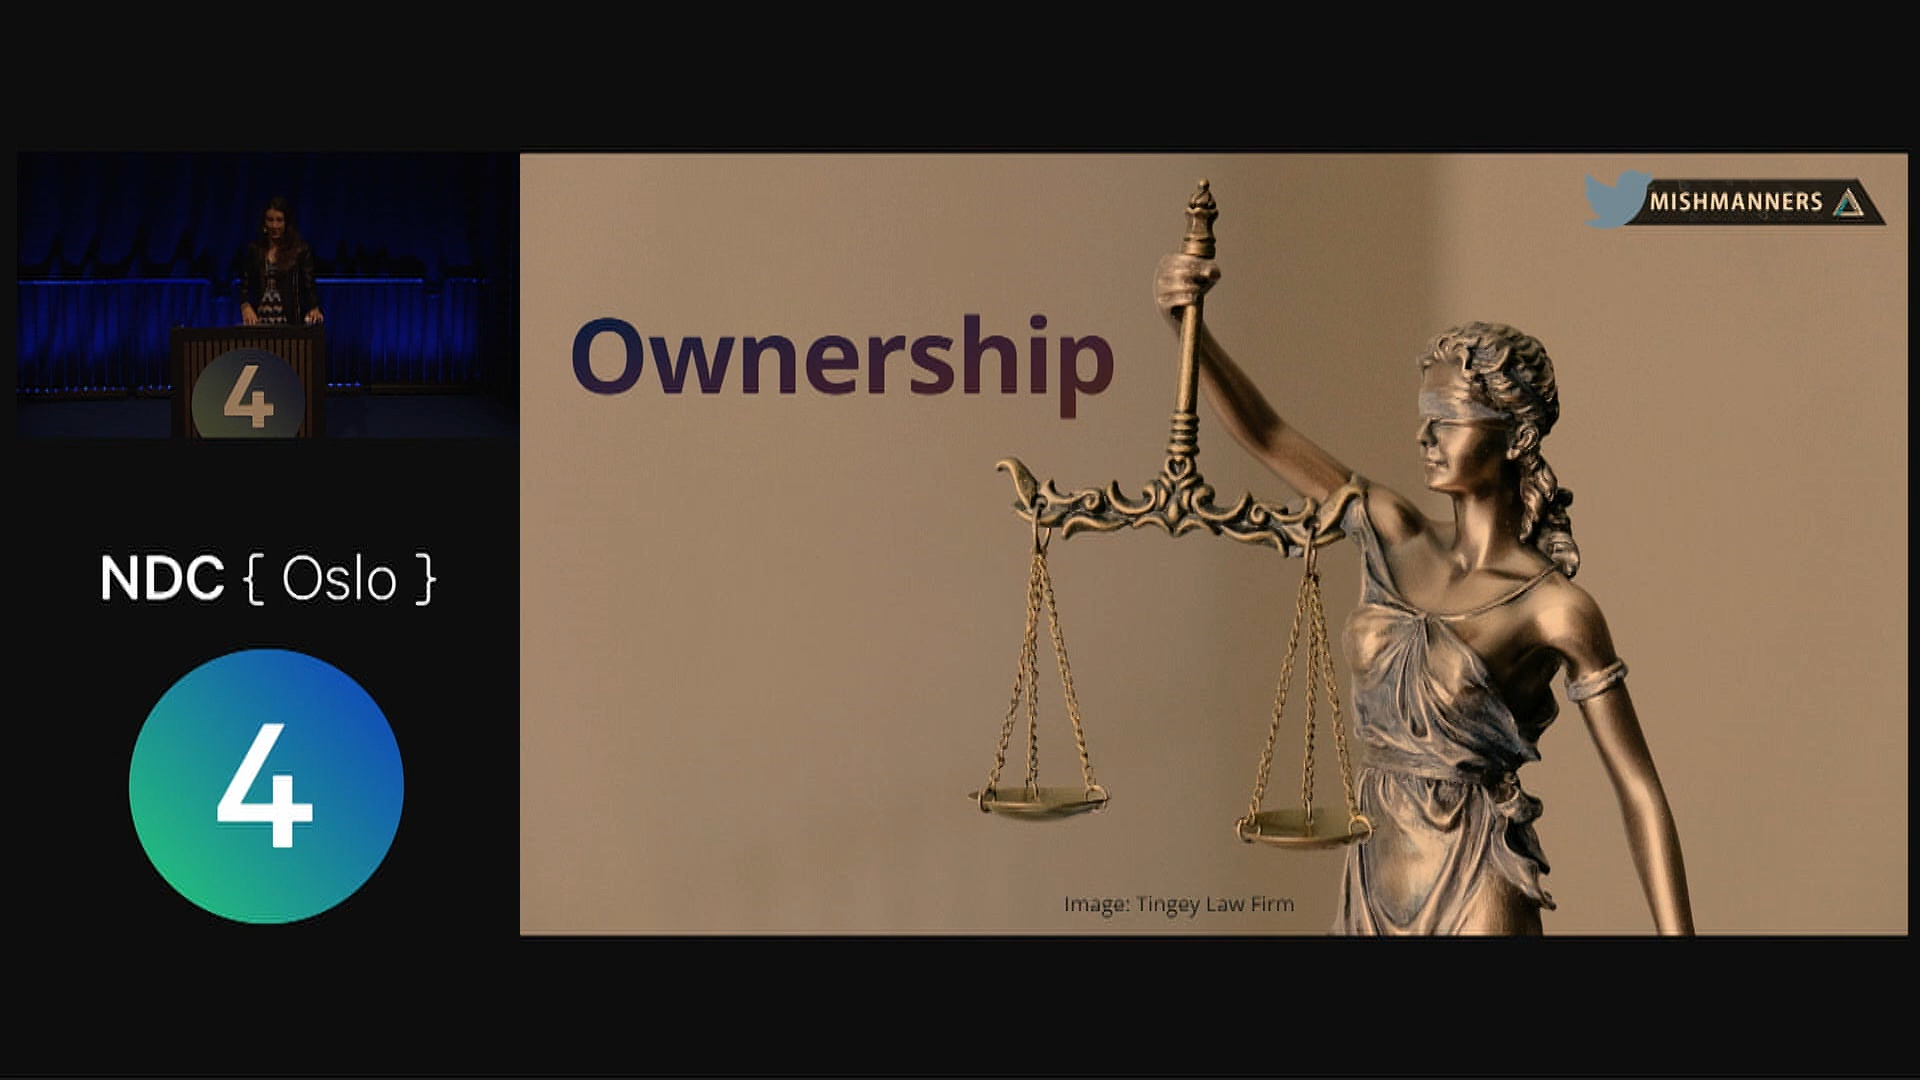 4
NDC { Oslo }
4
MISHMANNERS
Ownership
Image: Tingey Law Firm